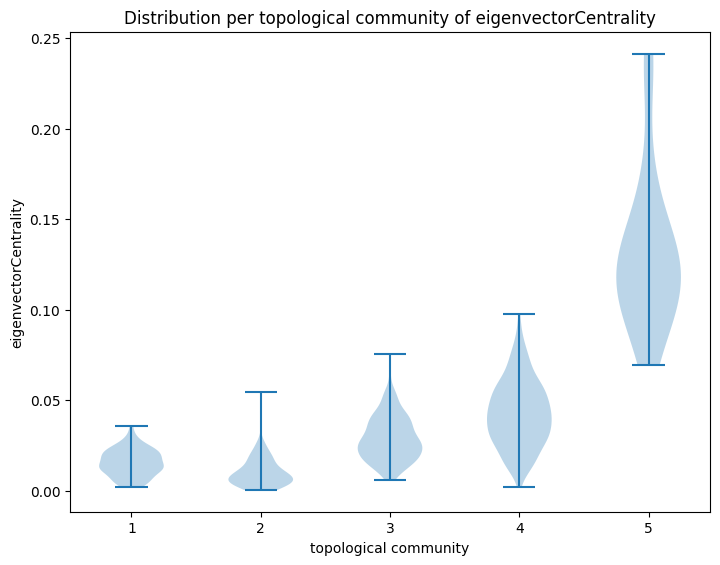 Distribution per topological community of eigenvectorCentrality
0.25
0.20
0.15
0.10
0.05
0.00
eigenvectorCentrality
1 2 3 4 5
topological community